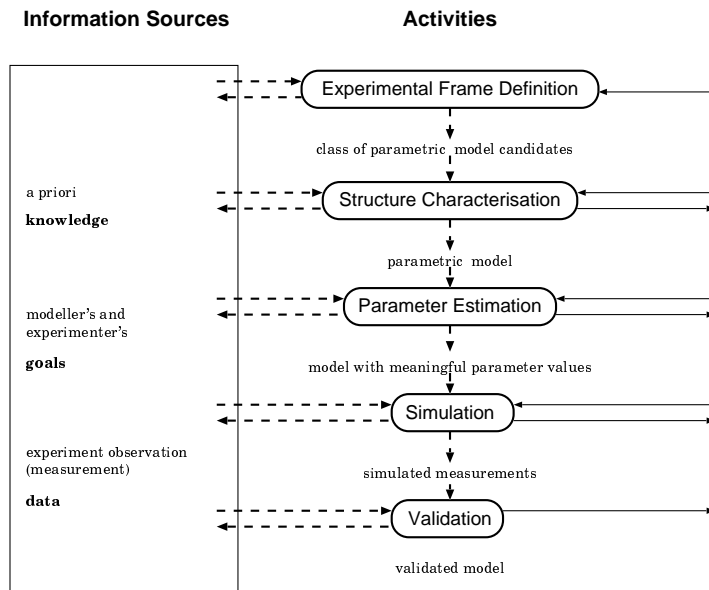 Information Sources
Activities
Experimental Frame Definition
class of parametric model candidates
a priori
knowledge
Structure Characterisation
parametric model
modeller's and
experimenter's
goals
Parameter Estimation
model with meaningful parameter values
Simulation
experiment observation
(measurement)
data
simulated measurements
Validation
validated model